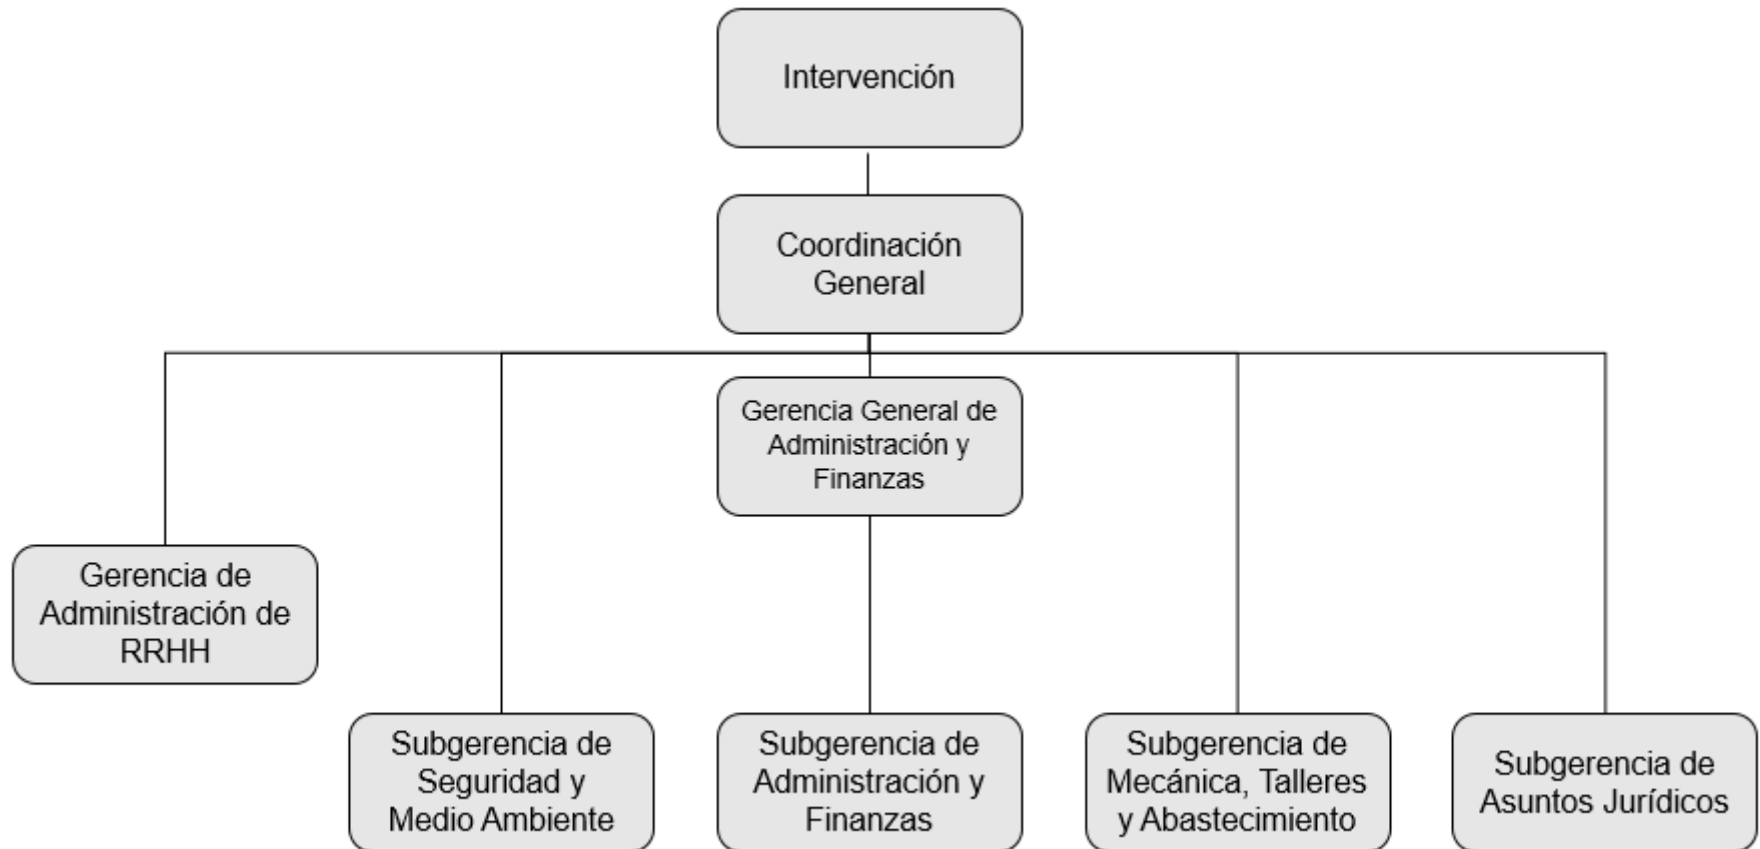 Intervención
Coordinación
General
Gerencia General de
Administración y
Finanzas
Gerencia de
Administración de
RRHH
Subgerencia de
Seguridad y
Medio Ambiente
Subgerencia de
Administración y
Finanzas
Subgerencia de
Mecánica, Talleres
y Abastecimiento
Subgerencia de
Asuntos Jurídicos